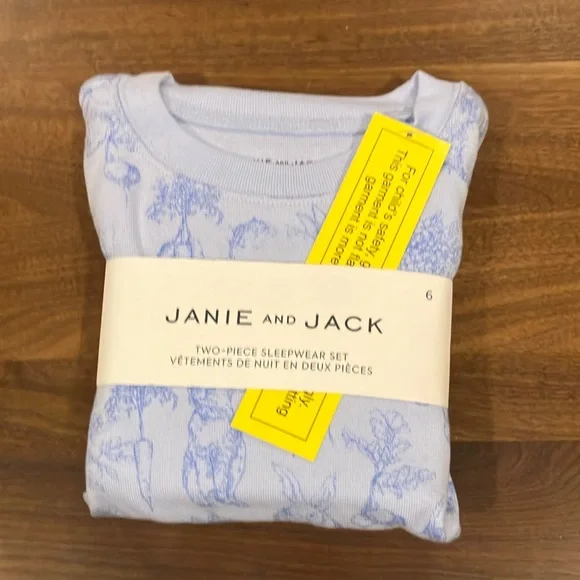 For child's safety, g
This garment is not fla
garment is more
6
JANIE AND JACK
TWO-PIECE SLEEPWEAR SET
VÊTEMENTS DE NUIT EN DEUX PIÈCES